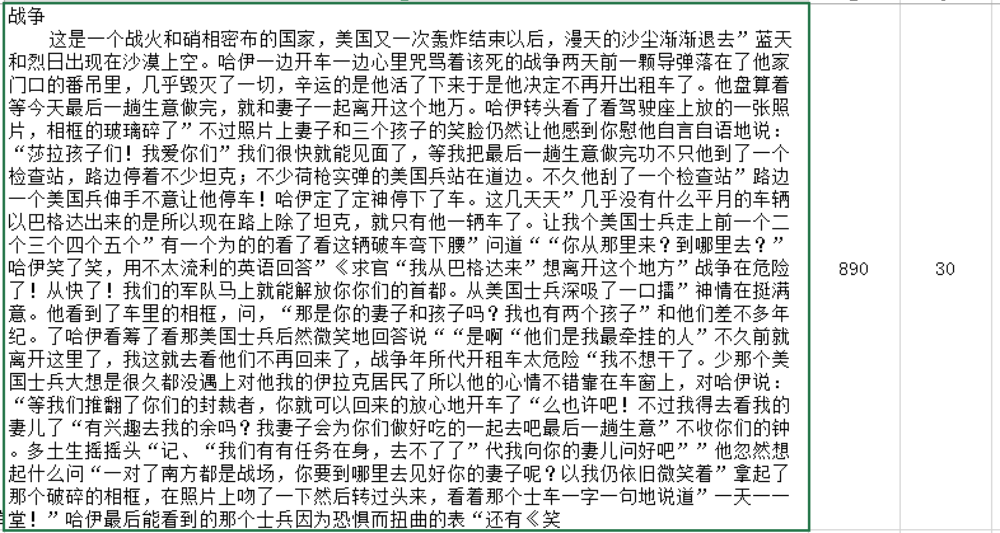 战争
这是一个战火和硝相密布的国家，美国又一次轰炸结束以后，漫天的沙尘渐渐退去”蓝天
和烈日出现在沙漠上空。哈伊一边开车一边心里咒骂着该死的战争两天前一颗导弹落在了他家
门口的番吊里，几乎毁灭了一切，辛运的是他活了下来于是他决定不再开出租车了。他盘算着
等今天最后一趟生意做完，就和妻子一起离开这个地万。哈伊转头看了看驾驶座上放的一张照
片，相框的玻璃碎了”不过照片上妻子和三个孩子的笑脸仍然让他感到你慰他自言自语地说：
“莎拉孩子们！我爱你们”我们很快就能见面了，等我把最后一趟生意做完功不只他到了一个
检查站，路边停着不少坦克；不少荷枪实弹的美国兵站在道边。不久他刮了一个检查站”路边
一个美国兵伸手不意让他停车！哈伊定了定神停下了车。这几天天”几乎没有什么平月的车辆
以巴格达出来的是所以现在路上除了坦克，就只有他一辆车了。让我个美国士兵走上前一个二
个三个四个五个”有一个为的的看了看这辆破车弯下腰”问道““你从那里来？到哪里去？”
哈伊笑了笑，用不太流利的英语回答”《求官“我从巴格达来”想离开这个地方”战争在危险
了！从快了！我们的军队马上就能解放你你们的首都。从美国士兵深吸了一口擂”神情在挺满
意。他看到了车里的相框，问，“那是你的妻子和孩子吗？我也有两个孩子”和他们差不多年
纪。了哈伊看筹了看那美国士兵后然微笑地回答说““是啊“他们是我最牵挂的人”不久前就
离开这里了，我这就去看他们不再回来了，战争年所代开租车太危险“我不想干了。少那个美
国士兵大想是很久都没遇上对他我的伊拉克居民了所以他的心情不错靠在车窗上，对哈伊说：
“等我们推翻了你们的封裁者，你就可以回来的放心地开车了“么也许吧！不过我得去看我的
妻儿了“有兴趣去我的余吗？我妻子会为你们做好吃的一起去吧最后一趟生意”不收你们的钟
。多土生摇摇头“记、“我们有有任务在身，去不了了”代我向你的妻儿问好吧””他忽然想
起什么问“一对了南方都是战场，你要到哪里去见好你的妻子呢？以我仍依旧微笑着”拿起了
那个破碎的相框，在照片上吻了一下然后转过头来，看着那个士车一字一句地说道”一天一一
堂！”哈伊最后能看到的那个士兵因为恐惧而扭曲的表“还有《笑
890
30